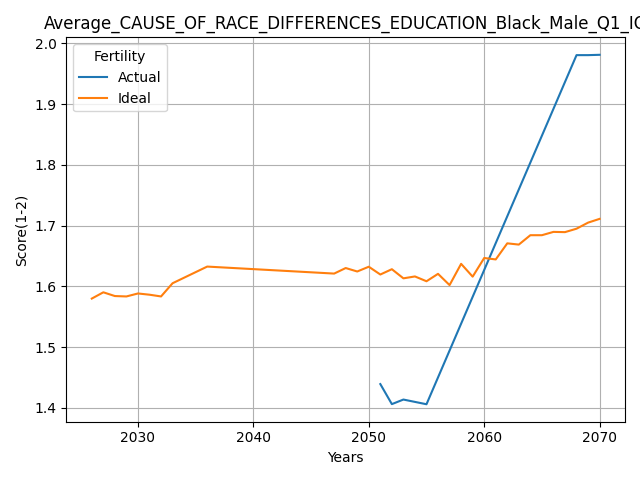 Average_CAUSE_OF_RACE_DIFFERENCES_EDUCATION_Black_Male_Q1_IC
Fertility
Actual
Ideal
2.0
1.9
1.8
1.7
1.6
1.5
1.4
Score(1-2)
2030 2040 2050 2060 2070
Years